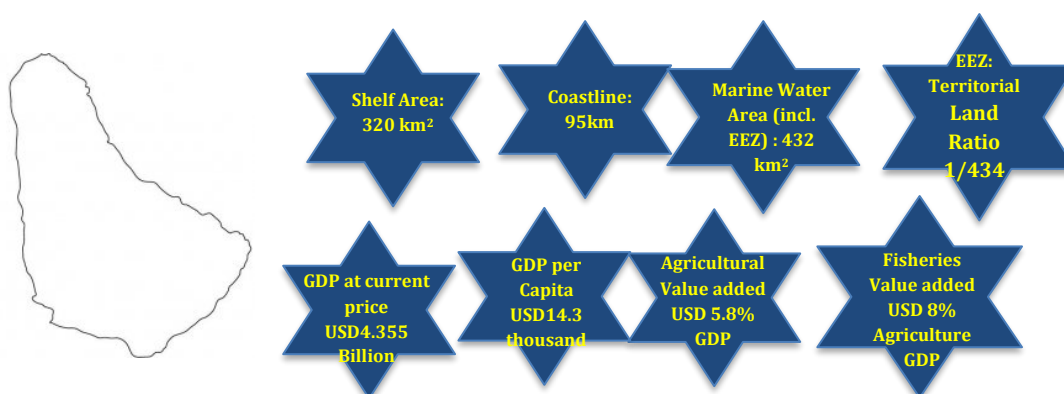 Shelf Area:
320 km²
Coastline:
95km
Marine Water
Area (incl.
EEZ) : 432
km²
EEZ:
Territorial
Land
Ratio
1/434
GDP at current
price
USD4.355
Billion
GDP per
Capita
USD14.3
thousand
Agricultural
Value added
USD 5.8%
GDP
Fisheries
Value added
USD 8%
Agriculture
GDP